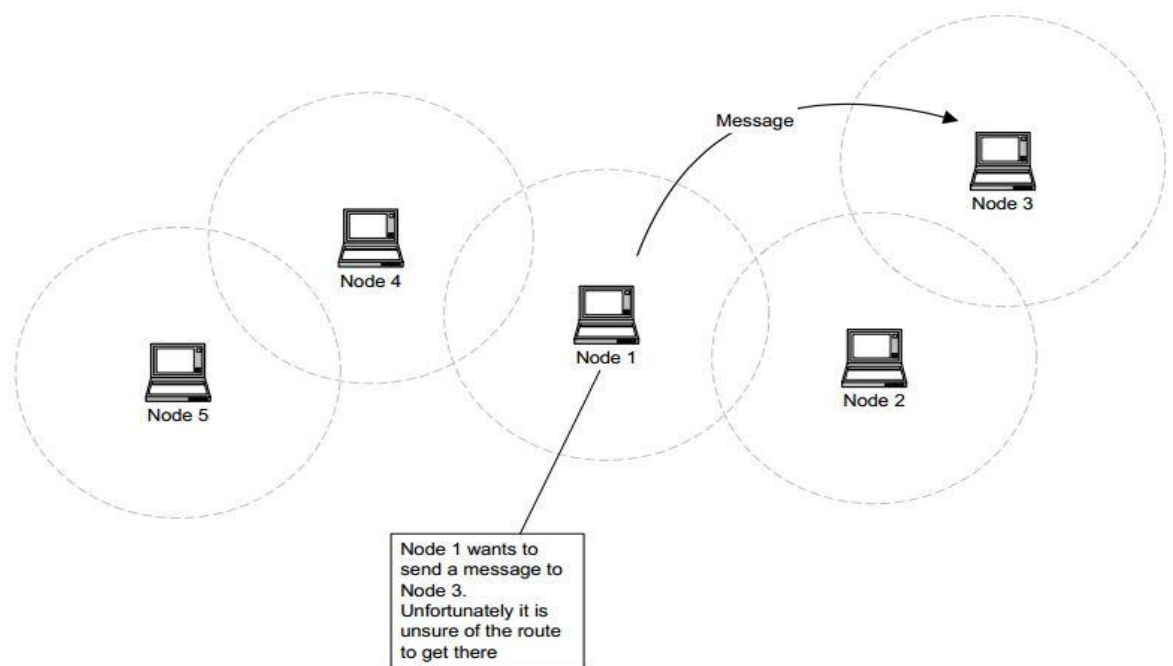 Message
Node 3
Node 4
Node 1
Node 2
Node 5
Node 1 wants to
send a message to
Node 3.
Unfortunately it is
unsure of the route
to get there